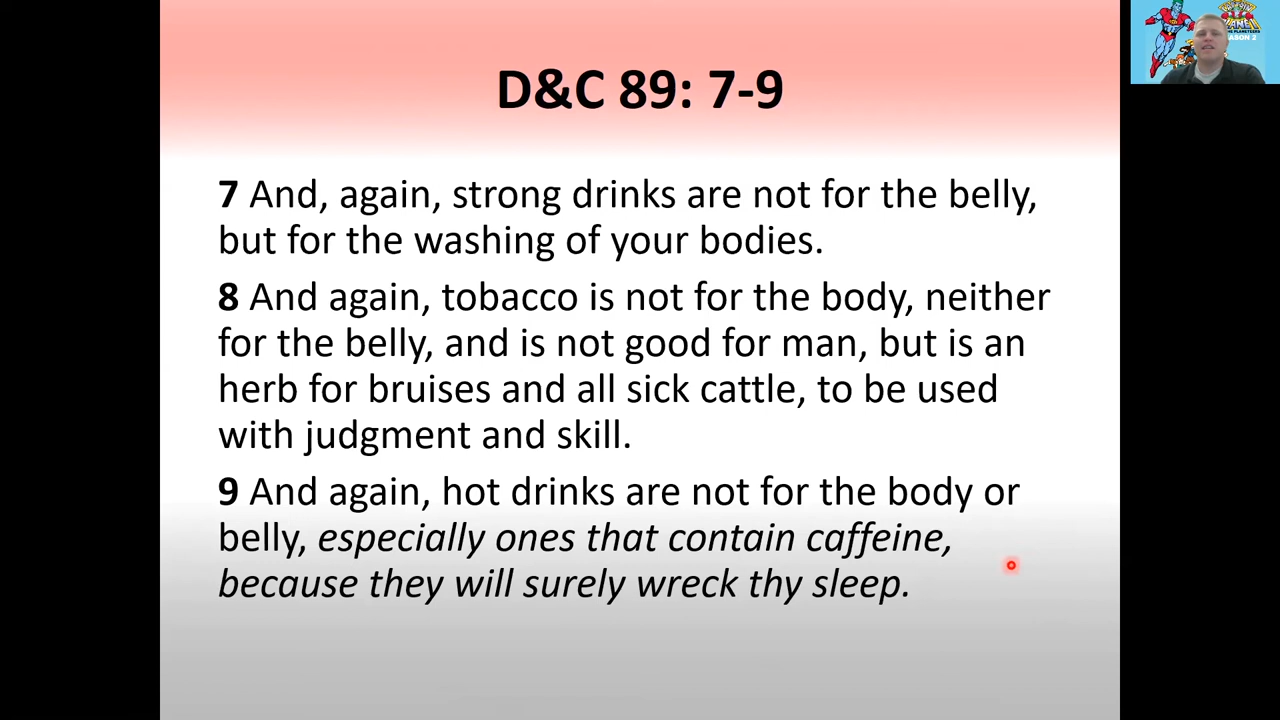 D&C 89: 7-9
7 And, again, strong drinks are not for the belly,
but for the washing of your bodies.
8 And again, tobacco is not for the body, neither
for the belly, and is not good for man, but is an
herb for bruises and all sick cattle, to be used
with judgment and skill.
9 And again, hot drinks are not for the body or
belly, especially ones that contain caffeine,
because they will surely wreck thy sleep.